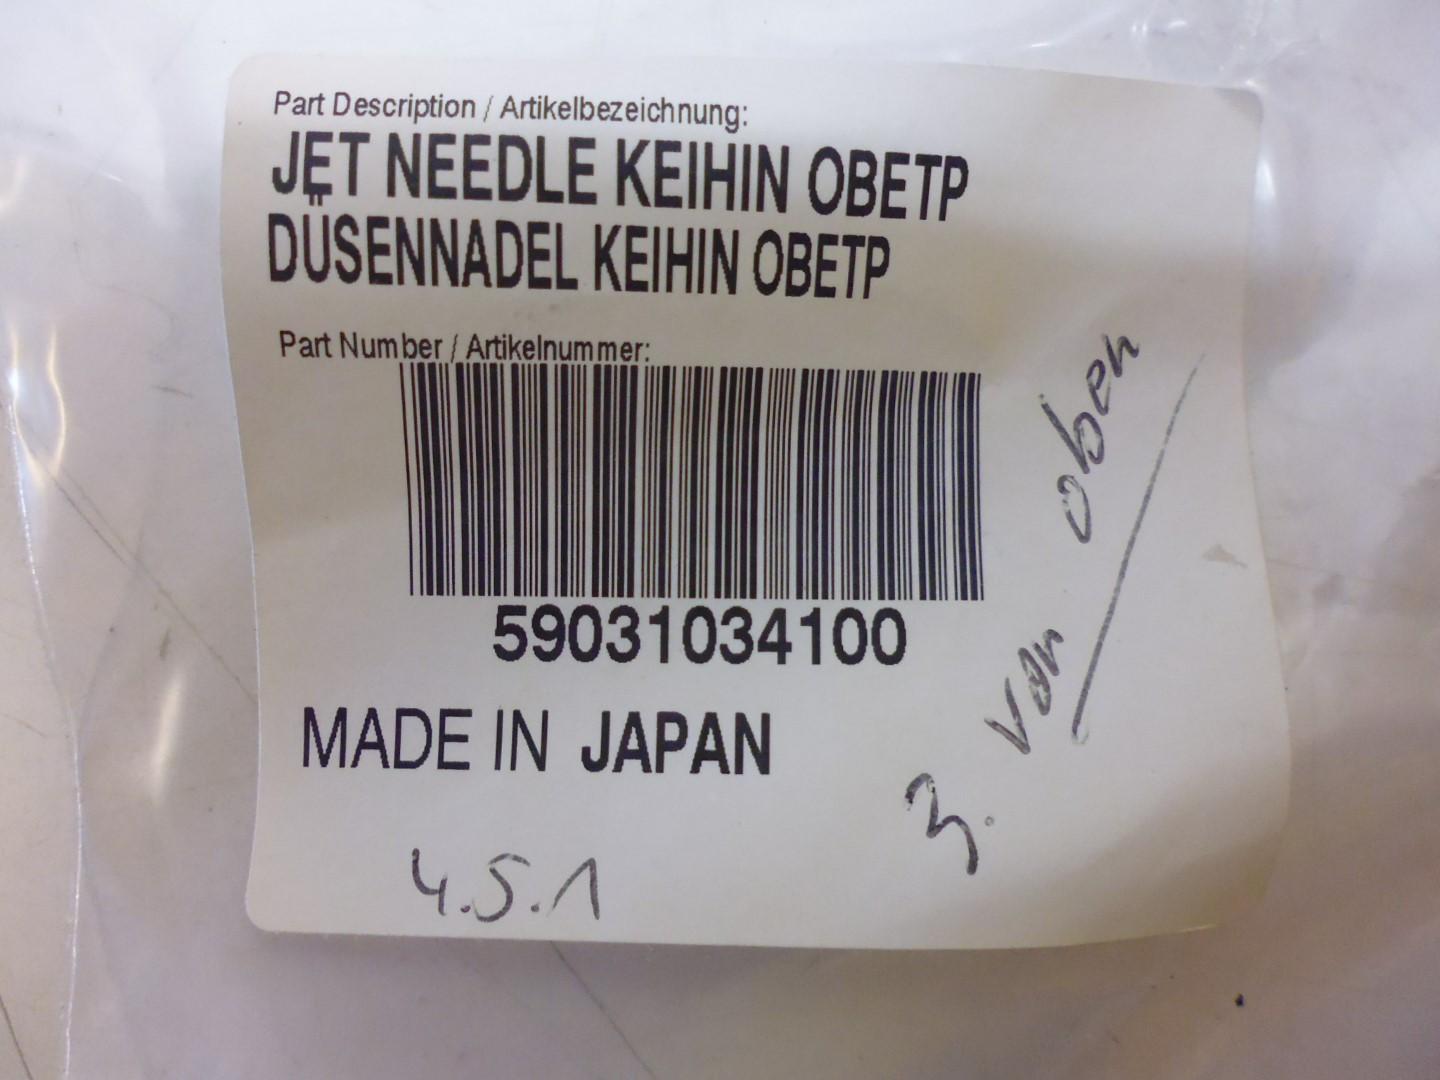 Part Description / Artikelbezeichnung:
JET NEEDLE KEIHIN OBETP
DÜSENNADEL KEIHIN OBETP
Part Number / Artikelnummer:
59031034100
MADE IN JAPAN
4.5.1
3. von oben